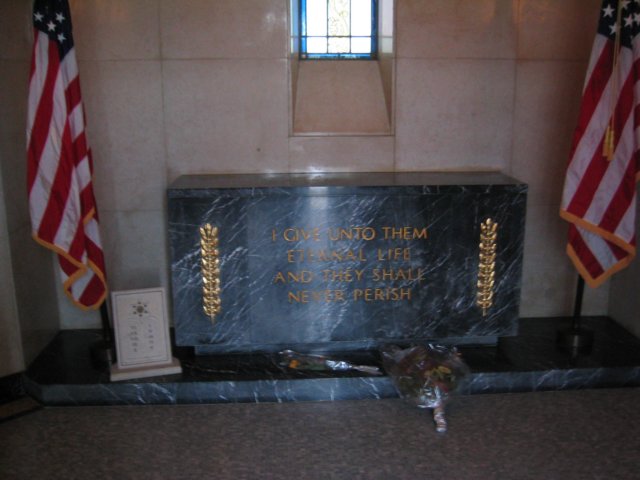 I GIVE UNTO THEM
ETERNAL LIFE
AND THEY SHALL
NEVER PERISH